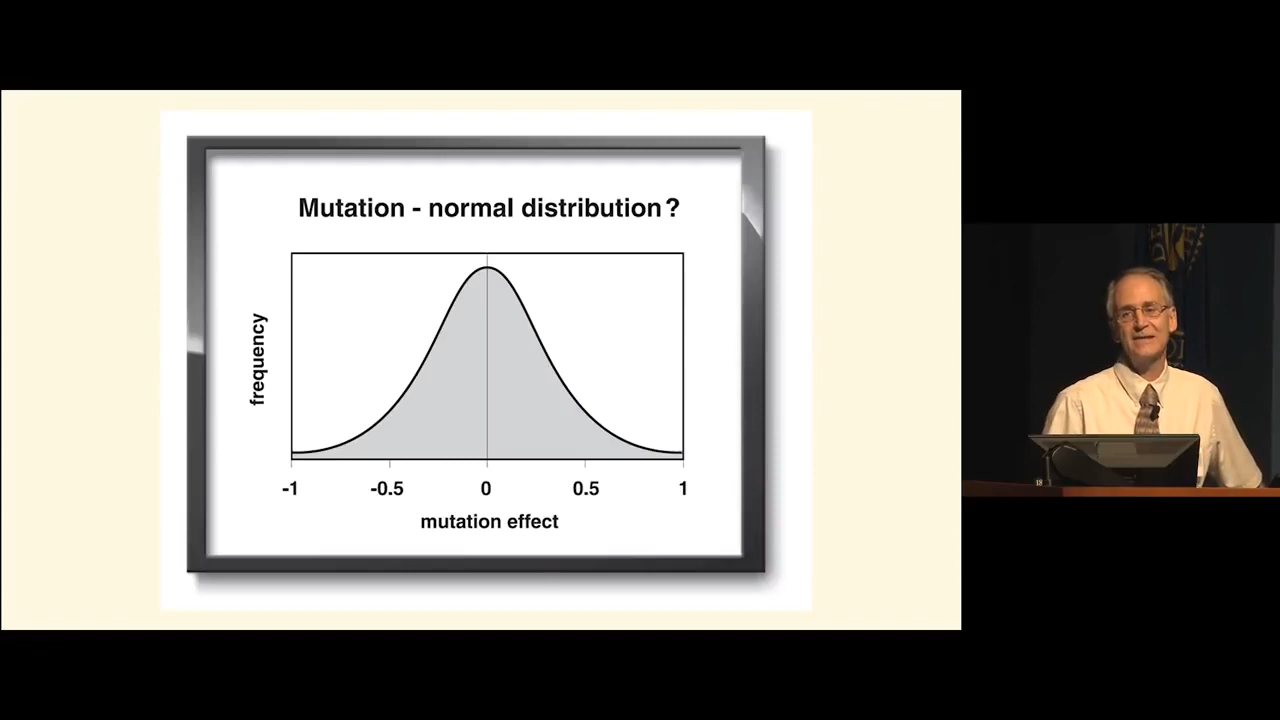 Mutation - normal distribution?
frequency
-1 -0.5 0 0.5 1
mutation effect